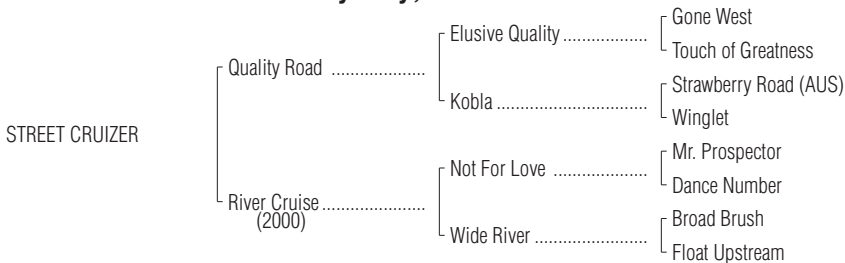 Gone West
Elusive Quality ..................
Touch of Greatness
Quality Road ....................
Strawberry Road (AUS)
Kobla ................................
Winglet
STREET CRUIZER
Mr. Prospector
Not For Love ....................
Dance Number
River Cruise ......................
(2000)
Broad Brush
Wide River ........................
Float Upstream